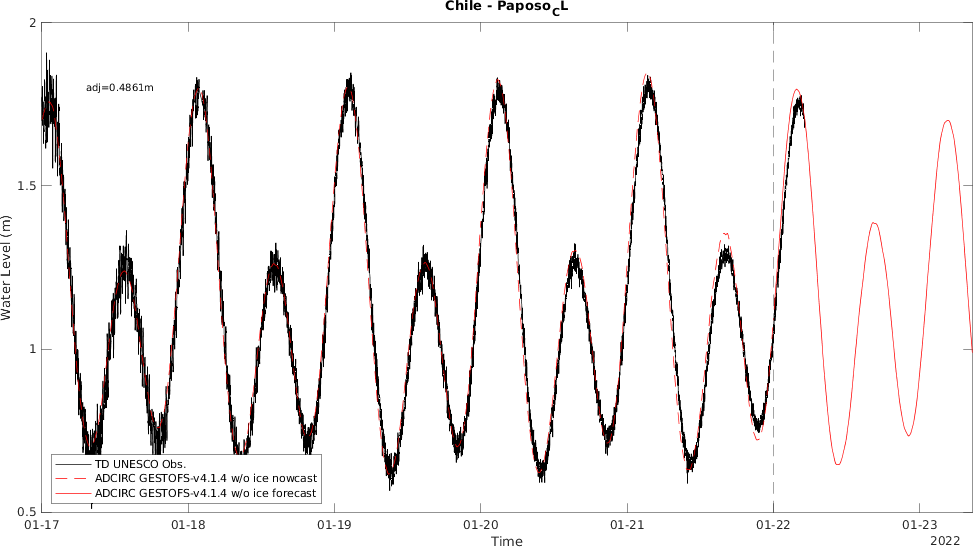 Chile - PaposoCL
2
adj=0.4861m
1.5
Water Level (m)
1
TD UNESCO Obs.
ADCIRC GESTOFS-v4.1.4 w/o ice nowcast
ADCIRC GESTOFS-v4.1.4 w/o ice forecast
0.5
01-17 01-18 01-19 01-20 01-21 01-22 01-23
Time
2022